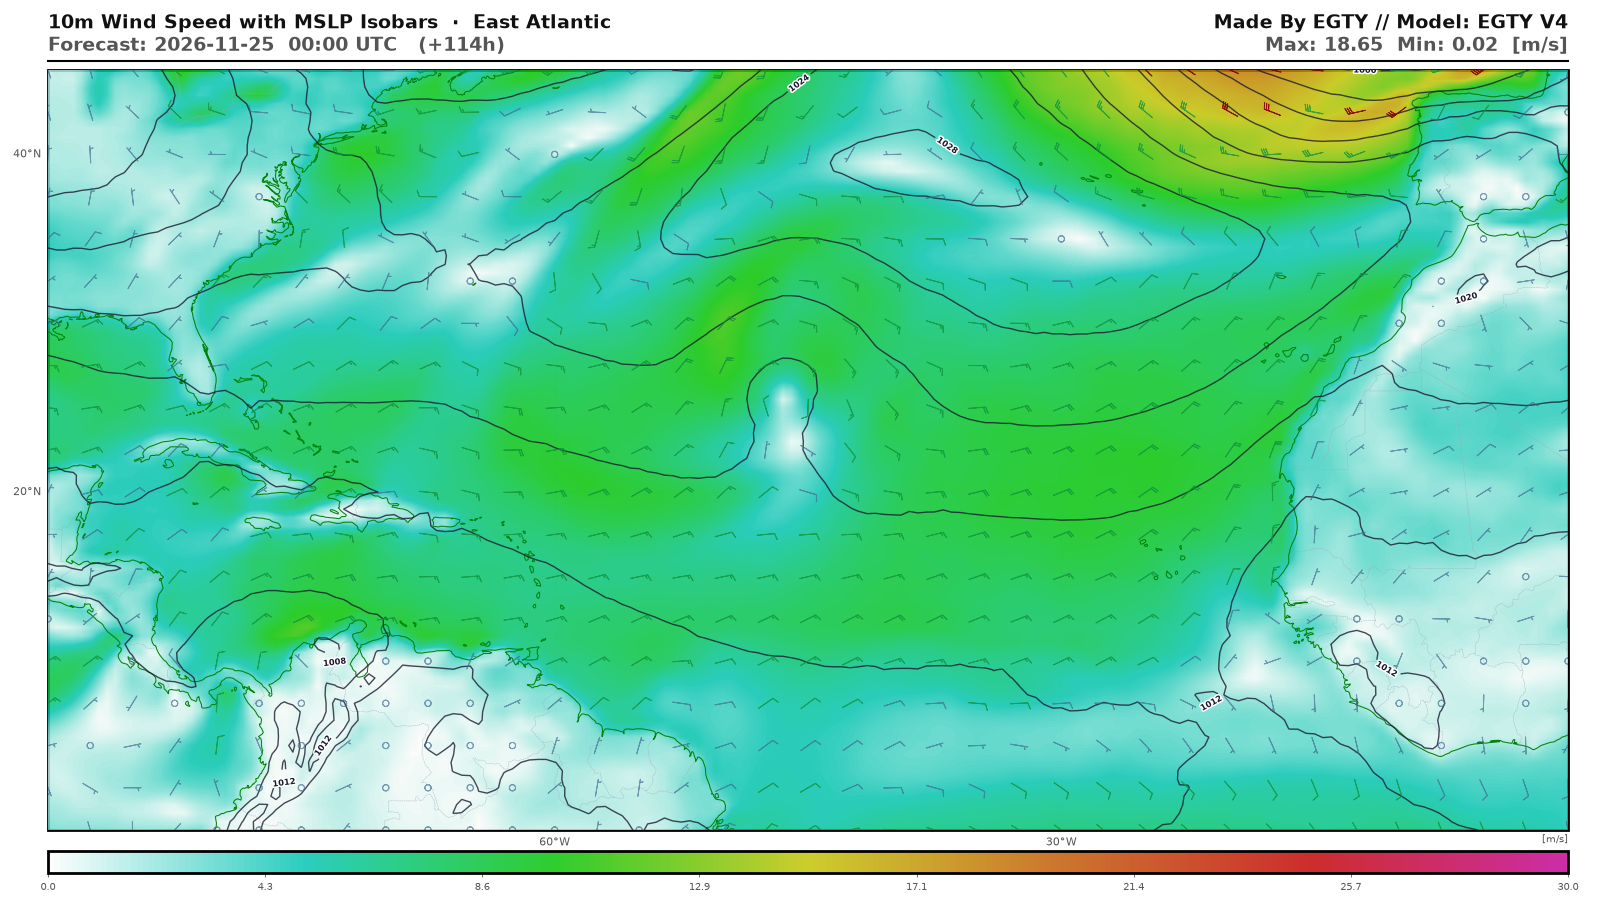 10m Wind Speed with MSLP Isobars · East Atlantic
Made By EGTY // Model: EGTY V4
Forecast: 2026-11-25 00:00 UTC (+114h)
Max: 18.65 Min: 0.02 [m/s]
1024
1028
40°N
1020
20°N
1008
1012
1012
1012
1012
60°W
30°W
[m/s]
0.0
4.3
8.6
12.9
17.1
21.4
25.7
30.0